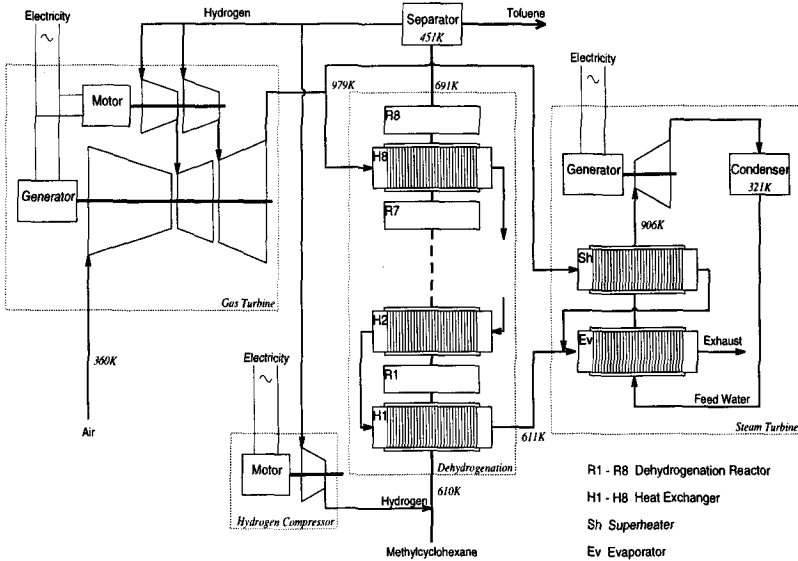 Separator
451K
Toluene
Hydrogen
Electricity
Motor
Generator
Gas Turbine
360K
Air
979K
691K
R8
H8
R7
H2
R1
H1
Dehydrogenation
611K
610K
Electricity
Motor
Hydrogen Compressor
Hydrogen
Methylcyclohexane
Electricity
Generator
Condenser
321K
906K
Sh
Ev
Exhaust
Feed Water
Steam Turbine
R1 - R8 Dehydrogenation Reactor
H1 - H8 Heat Exchanger
Sh Superheater
Ev Evaporator